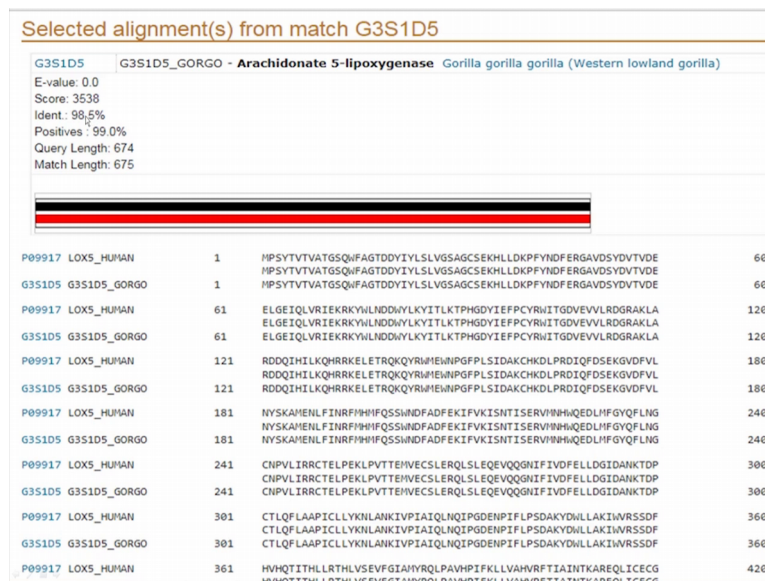 Selected alignment(s) from match G3S1D5
G3S1D5 G3S1D5_GORGO - Arachidonate 5-lipoxygenase Gorilla gorilla gorilla (Western lowland gorilla)
E-value: 0.0
Score: 3538
Ident.: 98.5%
Positives : 99.0%
Query Length: 674
Match Length: 675
P09917 LOX5_HUMAN 1 MPSYTVTVATGSQWFAGTDDYIYLSLVGSAGCSEKHLLDKPFYNDFERGAVDSYDVTVDE 60
MPSYTVTVATGSQWFAGTDDYIYLSLVGSAGCSEKHLLDKPFYNDFERGAVDSYDVTVDE
G3S1D5 G3S1D5_GORGO 1 MPSYTVTVATGSQWFAGTDDYIYLSLVGSAGCSEKHLLDKPFYNDFERGAVDSYDVTVDE 60
P09917 LOX5_HUMAN 61 ELGEIQLVRIEKRKYWLNDDWYLKYITLKTPHGDYIEFPCYRWITGDVEVVLRDGRAKLA 120
ELGEIQLVRIEKRKYWLNDDWYLKYITLKTPHGDYIEFPCYRWITGDVEVVLRDGRAKLA
G3S1D5 G3S1D5_GORGO 61 ELGEIQLVRIEKRKYWLNDDWYLKYITLKTPHGDYIEFPCYRWITGDVEVVLRDGRAKLA 120
P09917 LOX5_HUMAN 121 RDDQIHILKQHRRKELETRQKQYRWMEWNPGFPLSIDAKCHKDLPRDIQFDSEKGVDFVL 180
RDDQIHILKQHRRKELETRQKQYRWMEWNPGFPLSIDAKCHKDLPRDIQFDSEKGVDFVL
G3S1D5 G3S1D5_GORGO 121 RDDQIHILKQHRRKELETRQKQYRWMEWNPGFPLSIDAKCHKDLPRDIQFDSEKGVDFVL 180
P09917 LOX5_HUMAN 181 NYSKAMENLFINRFMHMFQSSWNDFADFEKIFVKISNTISERVMNHWQEDLMFGYQFLNG 240
NYSKAMENLFINRFMHMFQSSWNDFADFEKIFVKISNTISERVMNHWQEDLMFGYQFLNG
G3S1D5 G3S1D5_GORGO 181 NYSKAMENLFINRFMHMFQSSWNDFADFEKIFVKISNTISERVMNHWQEDLMFGYQFLNG 240
P09917 LOX5_HUMAN 241 CNPVLIRRCTELPEKLPVTTEMVECSLERQLSLEQEVQQGNIFIVDFELLDGIDANKTDP 300
CNPVLIRRCTELPEKLPVTTEMVECSLERQLSLEQEVQQGNIFIVDFELLDGIDANKTDP
G3S1D5 G3S1D5_GORGO 241 CNPVLIRRCTELPEKLPVTTEMVECSLERQLSLEQEVQQGNIFIVDFELLDGIDANKTDP 300
P09917 LOX5_HUMAN 301 CTLQFLAAPICLLYKNLANKIVPIAIQLNQIPGDENPIFLPSDAKYDWLLAKIWVRSSDF 360
CTLQFLAAPICLLYKNLANKIVPIAIQLNQIPGDENPIFLPSDAKYDWLLAKIWVRSSDF
G3S1D5 G3S1D5_GORGO 301 CTLQFLAAPICLLYKNLANKIVPIAIQLNQIPGDENPIFLPSDAKYDWLLAKIWVRSSDF 360
P09917 LOX5_HUMAN 361 HVHQTITHLLRTHLVSEVFGIAMYRQLPAVHPIFKLLVAHVRFTIAINTKAREQLICECG 420